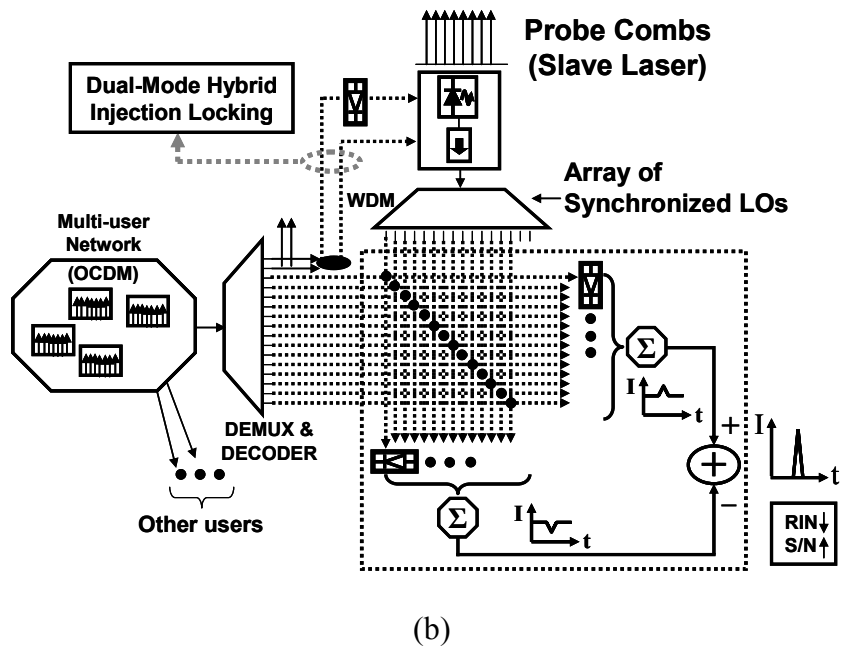 Probe Combs
(Slave Laser)
Dual-Mode Hybrid
Injection Locking
WDM
Array of
Synchronized LOs
Multi-user
Network
(OCDM)
DEMUX &
DECODER
Other users
Σ
I
t
+
I
t
+
−
Σ
I
t
RIN↓
S/N↑
(b)